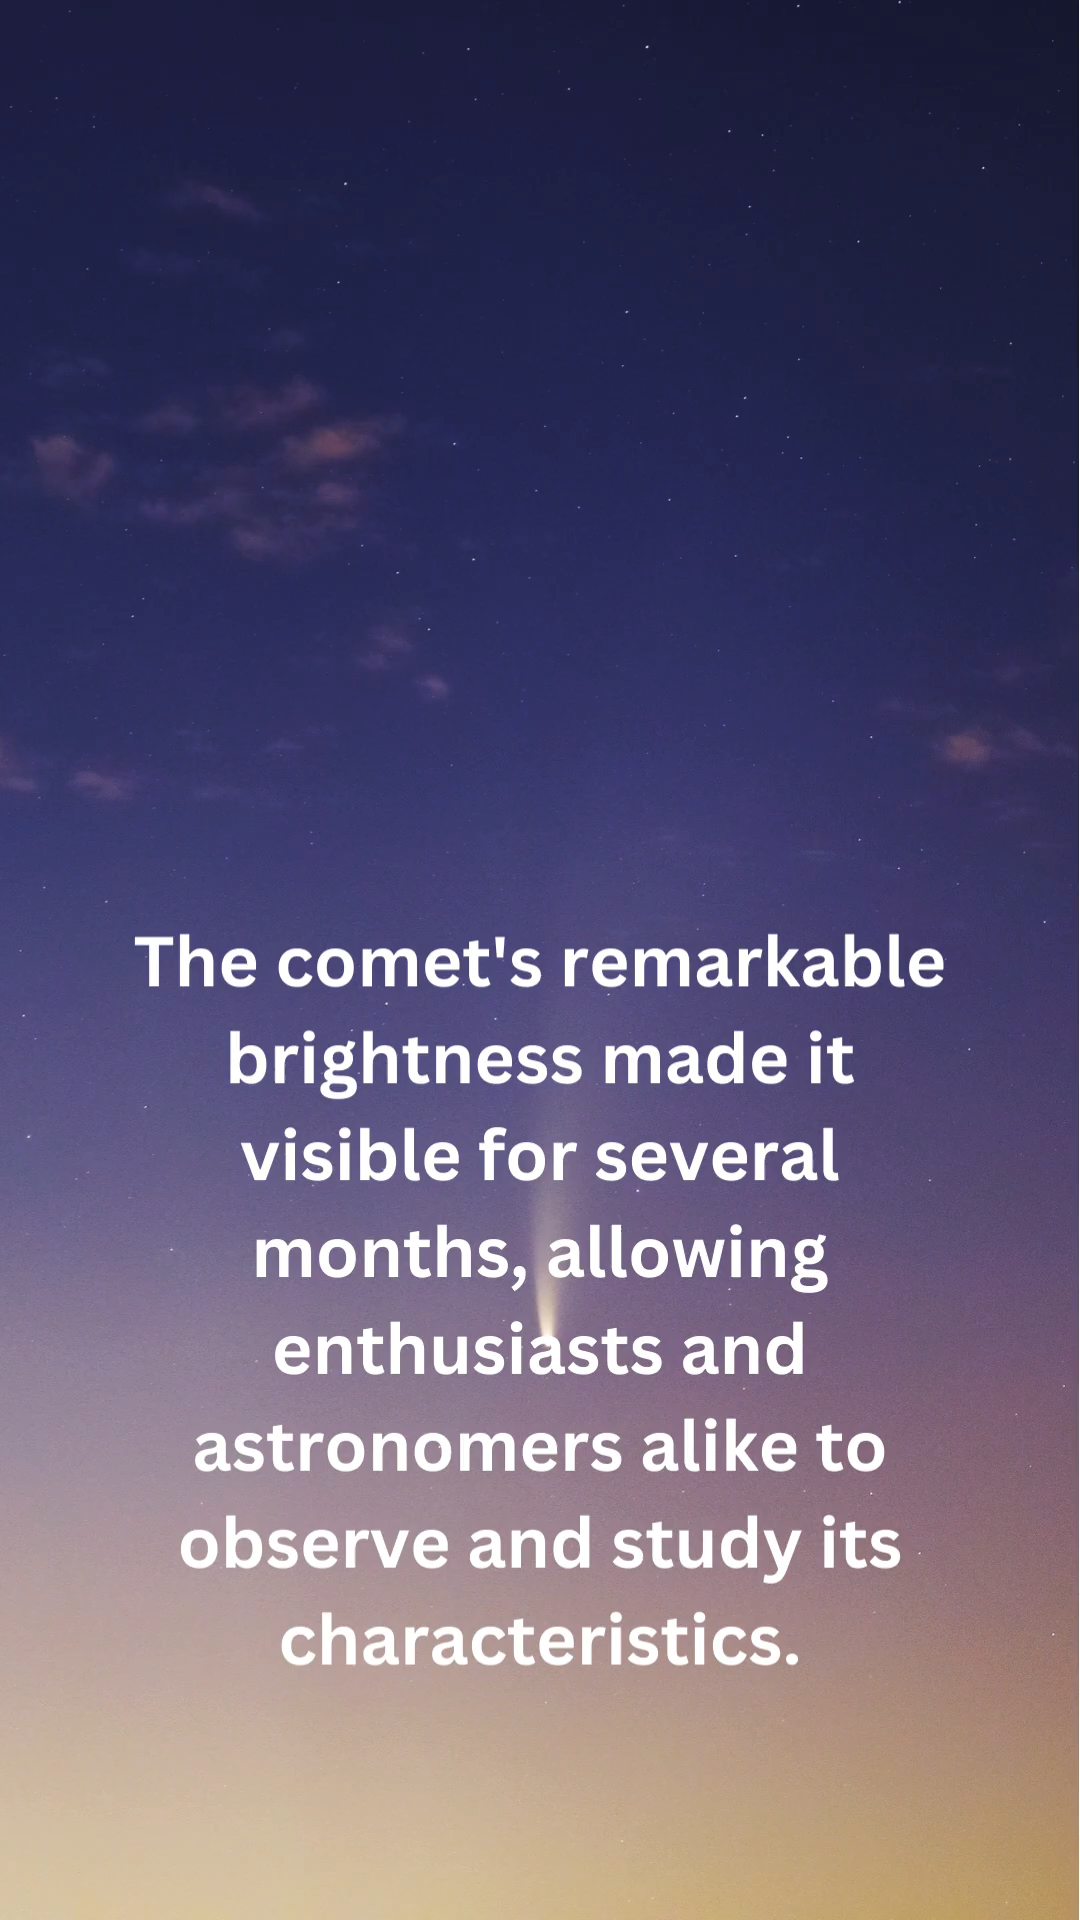 The comet's remarkable
brightness made it
visible for several
months, allowing
enthusiasts and
astronomers alike to
observe and study its
characteristics.